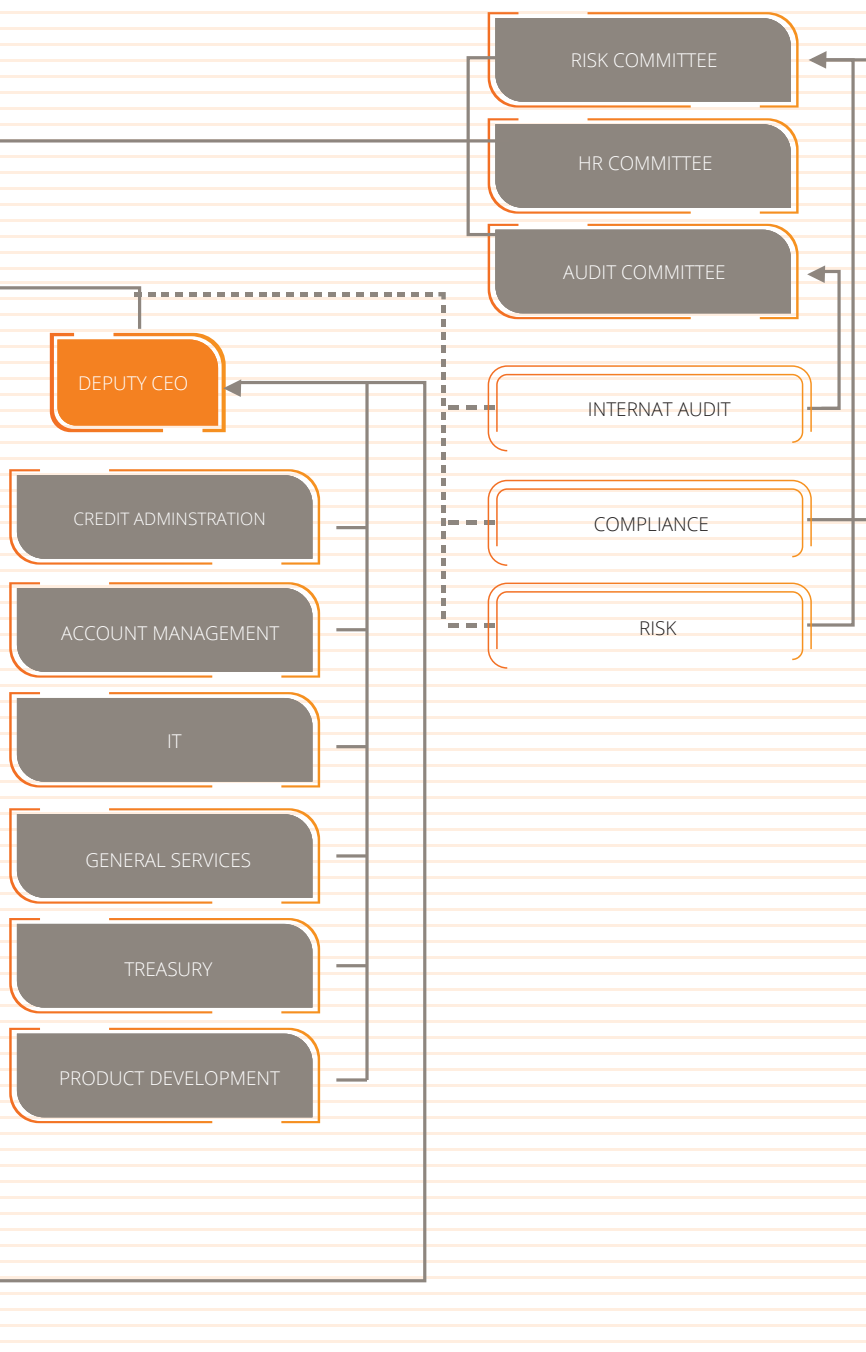 RISK COMMITTEE
HR COMMITTEE
AUDIT COMMITTEE
DEPUTY CEO
INTERNAT AUDIT
CREDIT ADMINSTRATION
COMPLIANCE
ACCOUNT MANAGEMENT
RISK
IT
GENERAL SERVICES
TREASURY
PRODUCT DEVELOPMENT